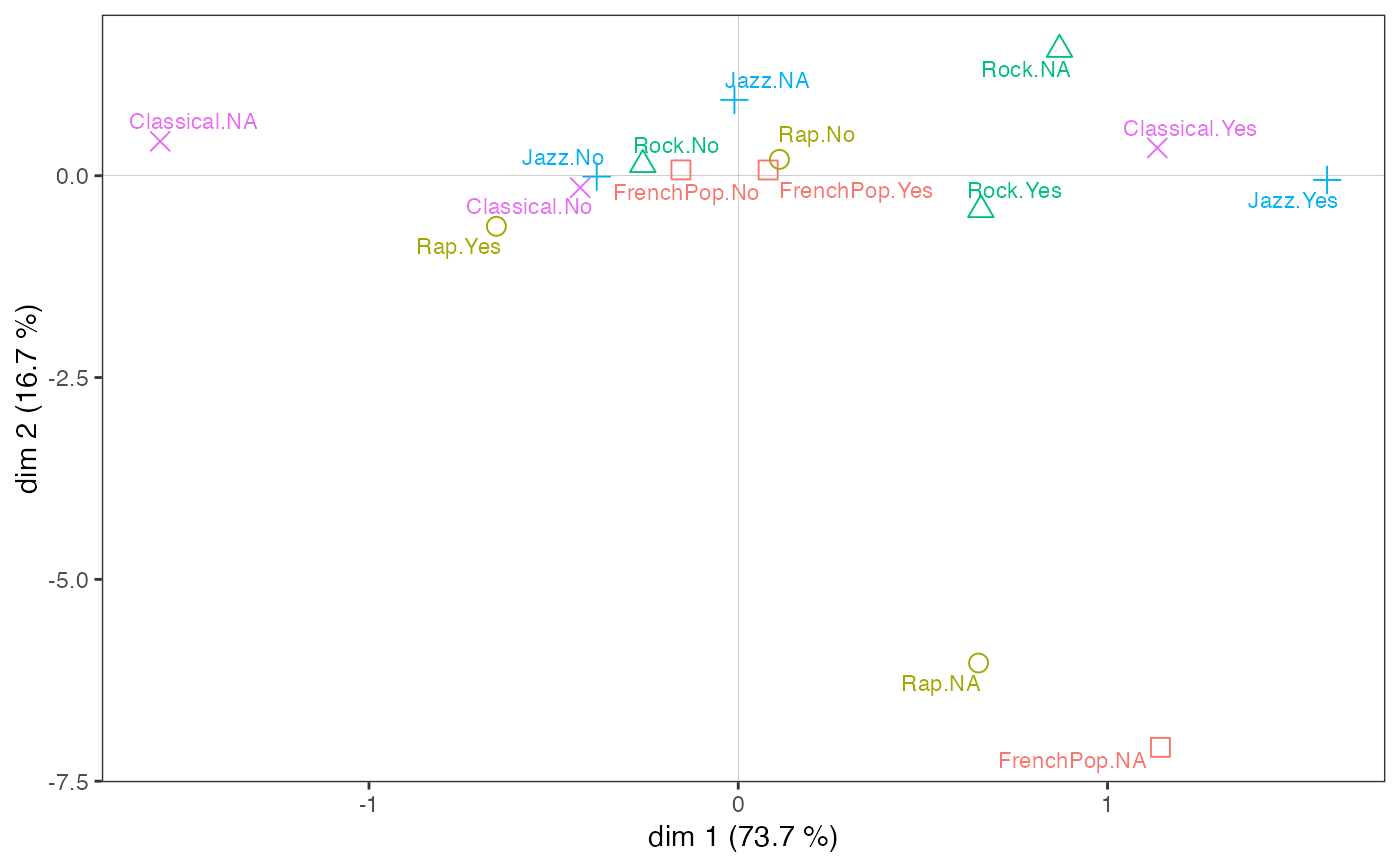 Rock.NA
Jazz.NA
Classical.NA
Classical.Yes
Rap.No
Rock.No
Jazz.No
FrenchPop.No
FrenchPop.Yes
Rock.Yes
Jazz.Yes
Classical.No
Rap.Yes
Rap.NA
FrenchPop.NA
0.0
-2.5
-5.0
-7.5
dim 2 (16.7 %)
-1
0
1
dim 1 (73.7 %)